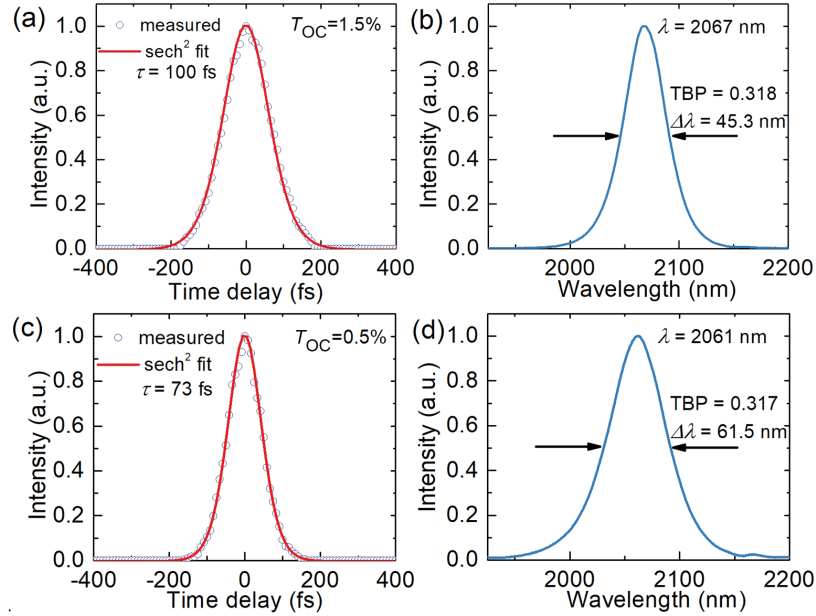 (a)
measured
sech² fit
τ = 100 fs
T_OC=1.5%
Intensity (a.u.)
1.0
0.8
0.6
0.4
0.2
0.0
-400 -200 0 200 400
Time delay (fs)
(b)
λ = 2067 nm
TBP = 0.318
Δλ = 45.3 nm
Intensity (a.u.)
1.0
0.8
0.6
0.4
0.2
0.0
2000 2100 2200
Wavelength (nm)
(c)
measured
sech² fit
τ = 73 fs
T_OC=0.5%
Intensity (a.u.)
1.0
0.8
0.6
0.4
0.2
0.0
-400 -200 0 200 400
Time delay (fs)
(d)
λ = 2061 nm
TBP = 0.317
Δλ = 61.5 nm
Intensity (a.u.)
1.0
0.8
0.6
0.4
0.2
0.0
2000 2100 2200
Wavelength (nm)